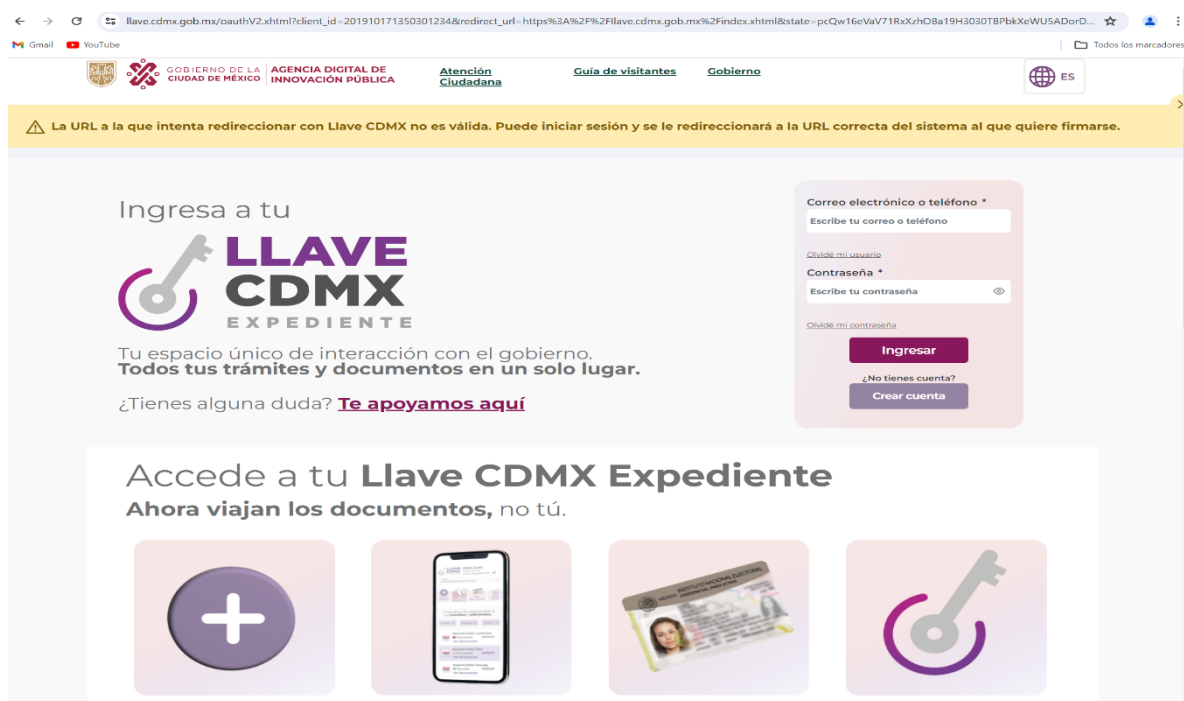 llave.cdmx.gob.mx/oauthV2.xhtml?client_id=201910171350301234&redirect_url=https%3A%2F%2Fllave.cdmx.gob.mx%2Findex.xhtml&state=pcQw16eVaV71RxXzhOBa19H3030TBPbkXeWU5ADorD...
Gmail YouTube Todos los marcadores
GOBIERNO DE LA CIUDAD DE MÉXICO
AGENCIA DIGITAL DE INNOVACIÓN PÚBLICA
Atención Ciudadana
Guía de visitantes
Gobierno
ES
La URL a la que intenta redireccionar con Llave CDMX no es válida. Puede iniciar sesión y se le redireccionará a la URL correcta del sistema al que quiere firmarse.
Ingresa a tu
LLAVE
CDMX
EXPEDIENTE
Tu espacio único de interacción con el gobierno.
Todos tus trámites y documentos en un solo lugar.
¿Tienes alguna duda? Te apoyamos aquí
Correo electrónico o teléfono *
Escribe tu correo o teléfono
Olvidé mi usuario
Contraseña *
Escribe tu contraseña
Olvidé mi contraseña
Ingresar
¿No tienes cuenta?
Crear cuenta
Accede a tu Llave CDMX Expediente
Ahora viajan los documentos, no tú.
LLAVE
INSTITUTO NACIONAL ELECTORAL